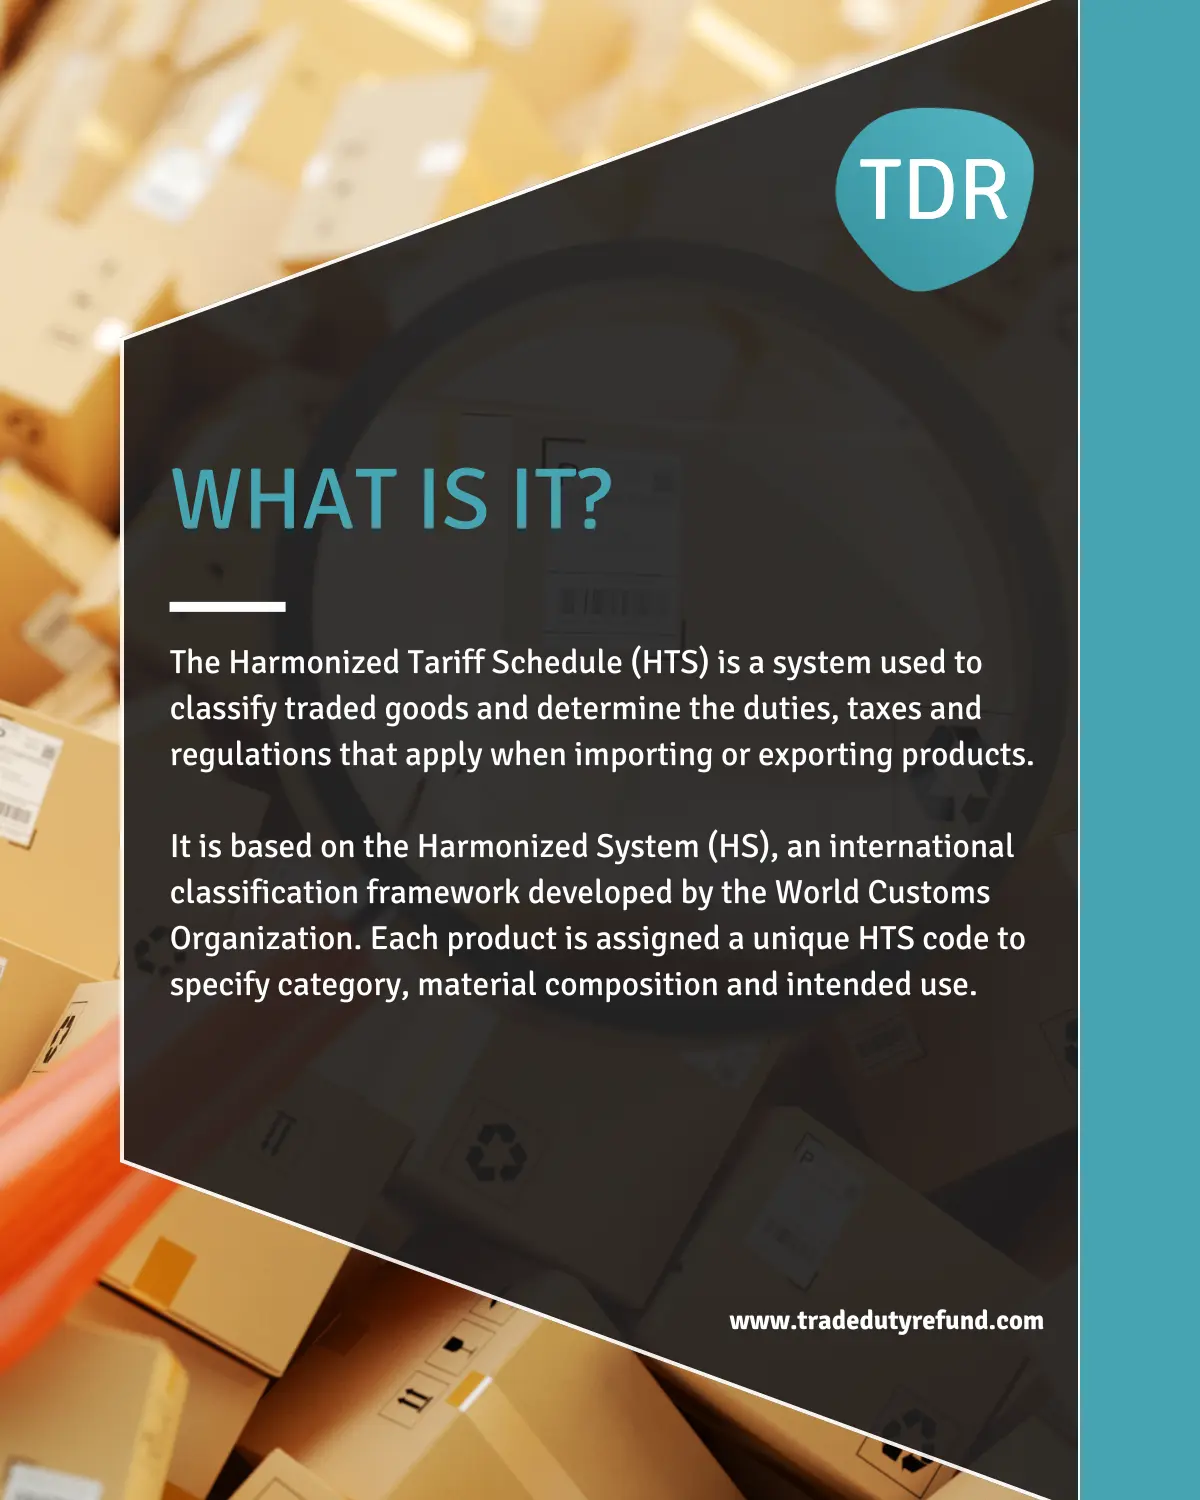 TDR
WHAT IS IT?
The Harmonized Tariff Schedule (HTS) is a system used to
classify traded goods and determine the duties, taxes and
regulations that apply when importing or exporting products.
It is based on the Harmonized System (HS), an international
classification framework developed by the World Customs
Organization. Each product is assigned a unique HTS code to
specify category, material composition and intended use.
www.tradedutyrefund.com